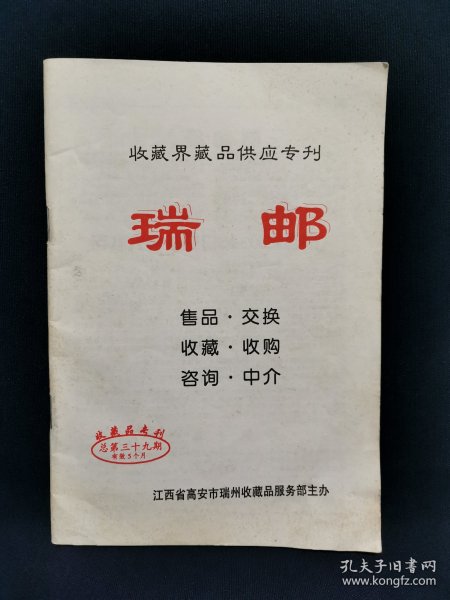 收藏界藏品供应专刊
瑞邮
售品·交换
收藏·收购
咨询·中介
收藏品专刊
总第三十九期
有效5个月
江西省高安市瑞州收藏品服务部主办
孔夫子旧书网
www.kongfz.com